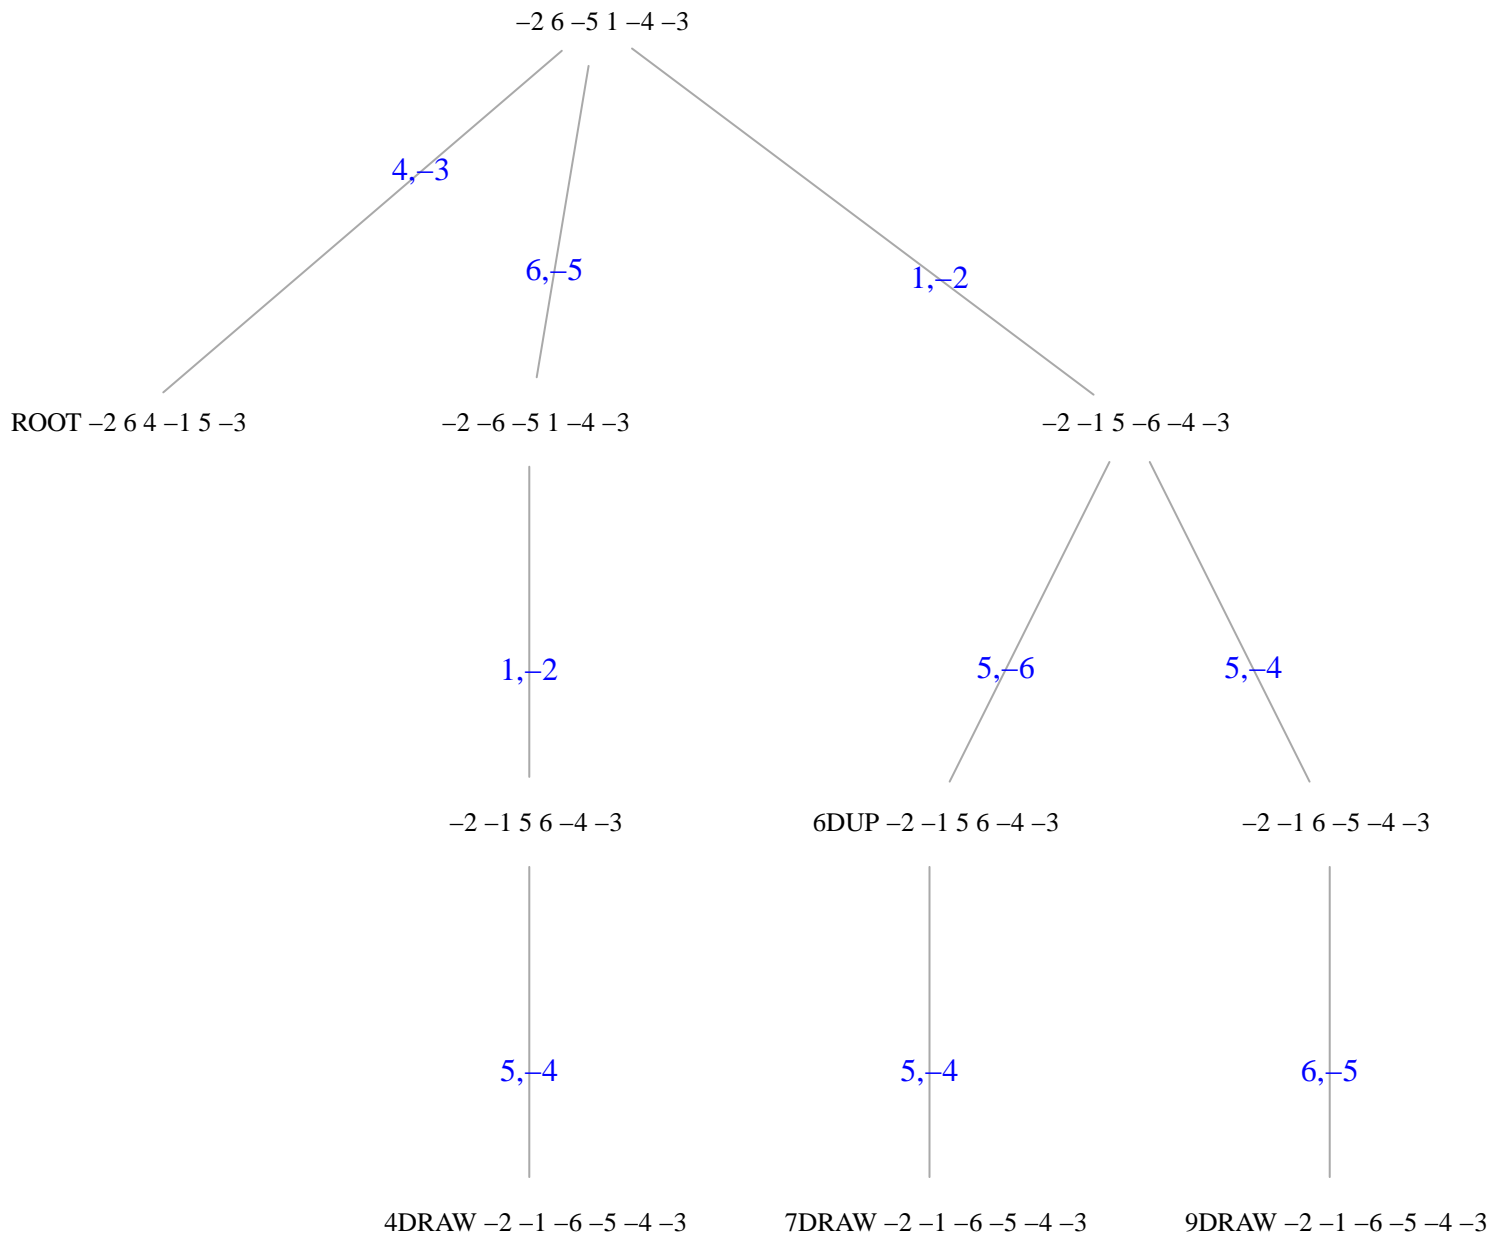 –2 6 –5 1 –4 –3
4,–3
6,–5
1,–2
ROOT –2 6 4 –1 5 –3
–2 –6 –5 1 –4 –3
–2 –1 5 –6 –4 –3
1,–2
5,–6
5,–4
–2 –1 5 6 –4 –3
6DUP –2 –1 5 6 –4 –3
–2 –1 6 –5 –4 –3
5,–4
5,–4
6,–5
4DRAW –2 –1 –6 –5 –4 –3
7DRAW –2 –1 –6 –5 –4 –3
9DRAW –2 –1 –6 –5 –4 –3